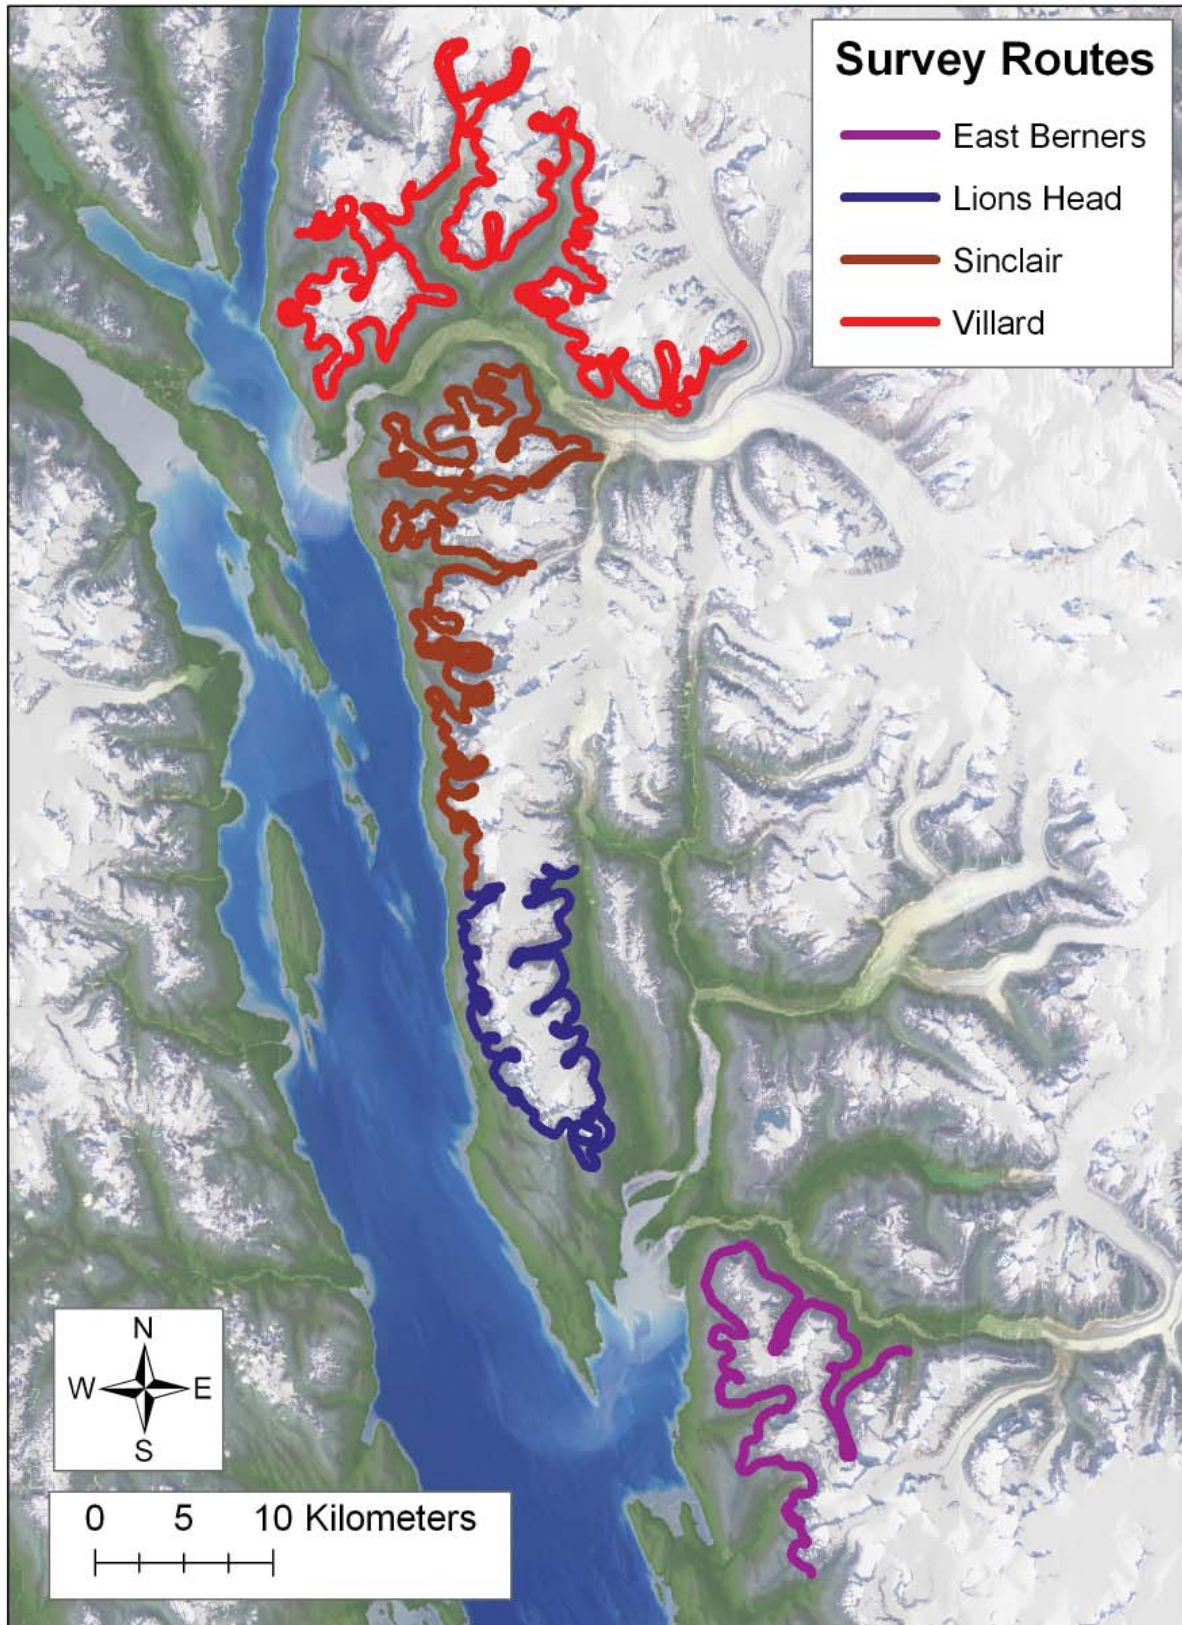 Survey Routes
East Berners
Lions Head
Sinclair
Villard
N
W E
S
0 5 10 Kilometers